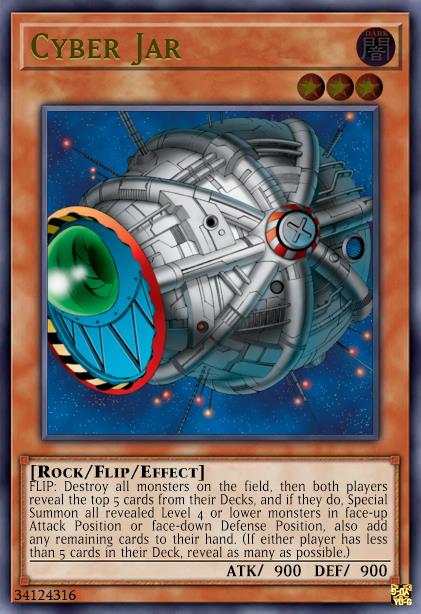 CYBER JAR
DARK
闇
[ROCK/FLIP/EFFECT]
FLIP: Destroy all monsters on the field, then both players
reveal the top 5 cards from their Decks, and if they do, Special
Summon all revealed Level 4 or lower monsters in face-up
Attack Position or face-down Defense Position, also add
any remaining cards to their hand. (If either player has less
than 5 cards in their Deck, reveal as many as possible.)
ATK/ 900 DEF/ 900
34124316